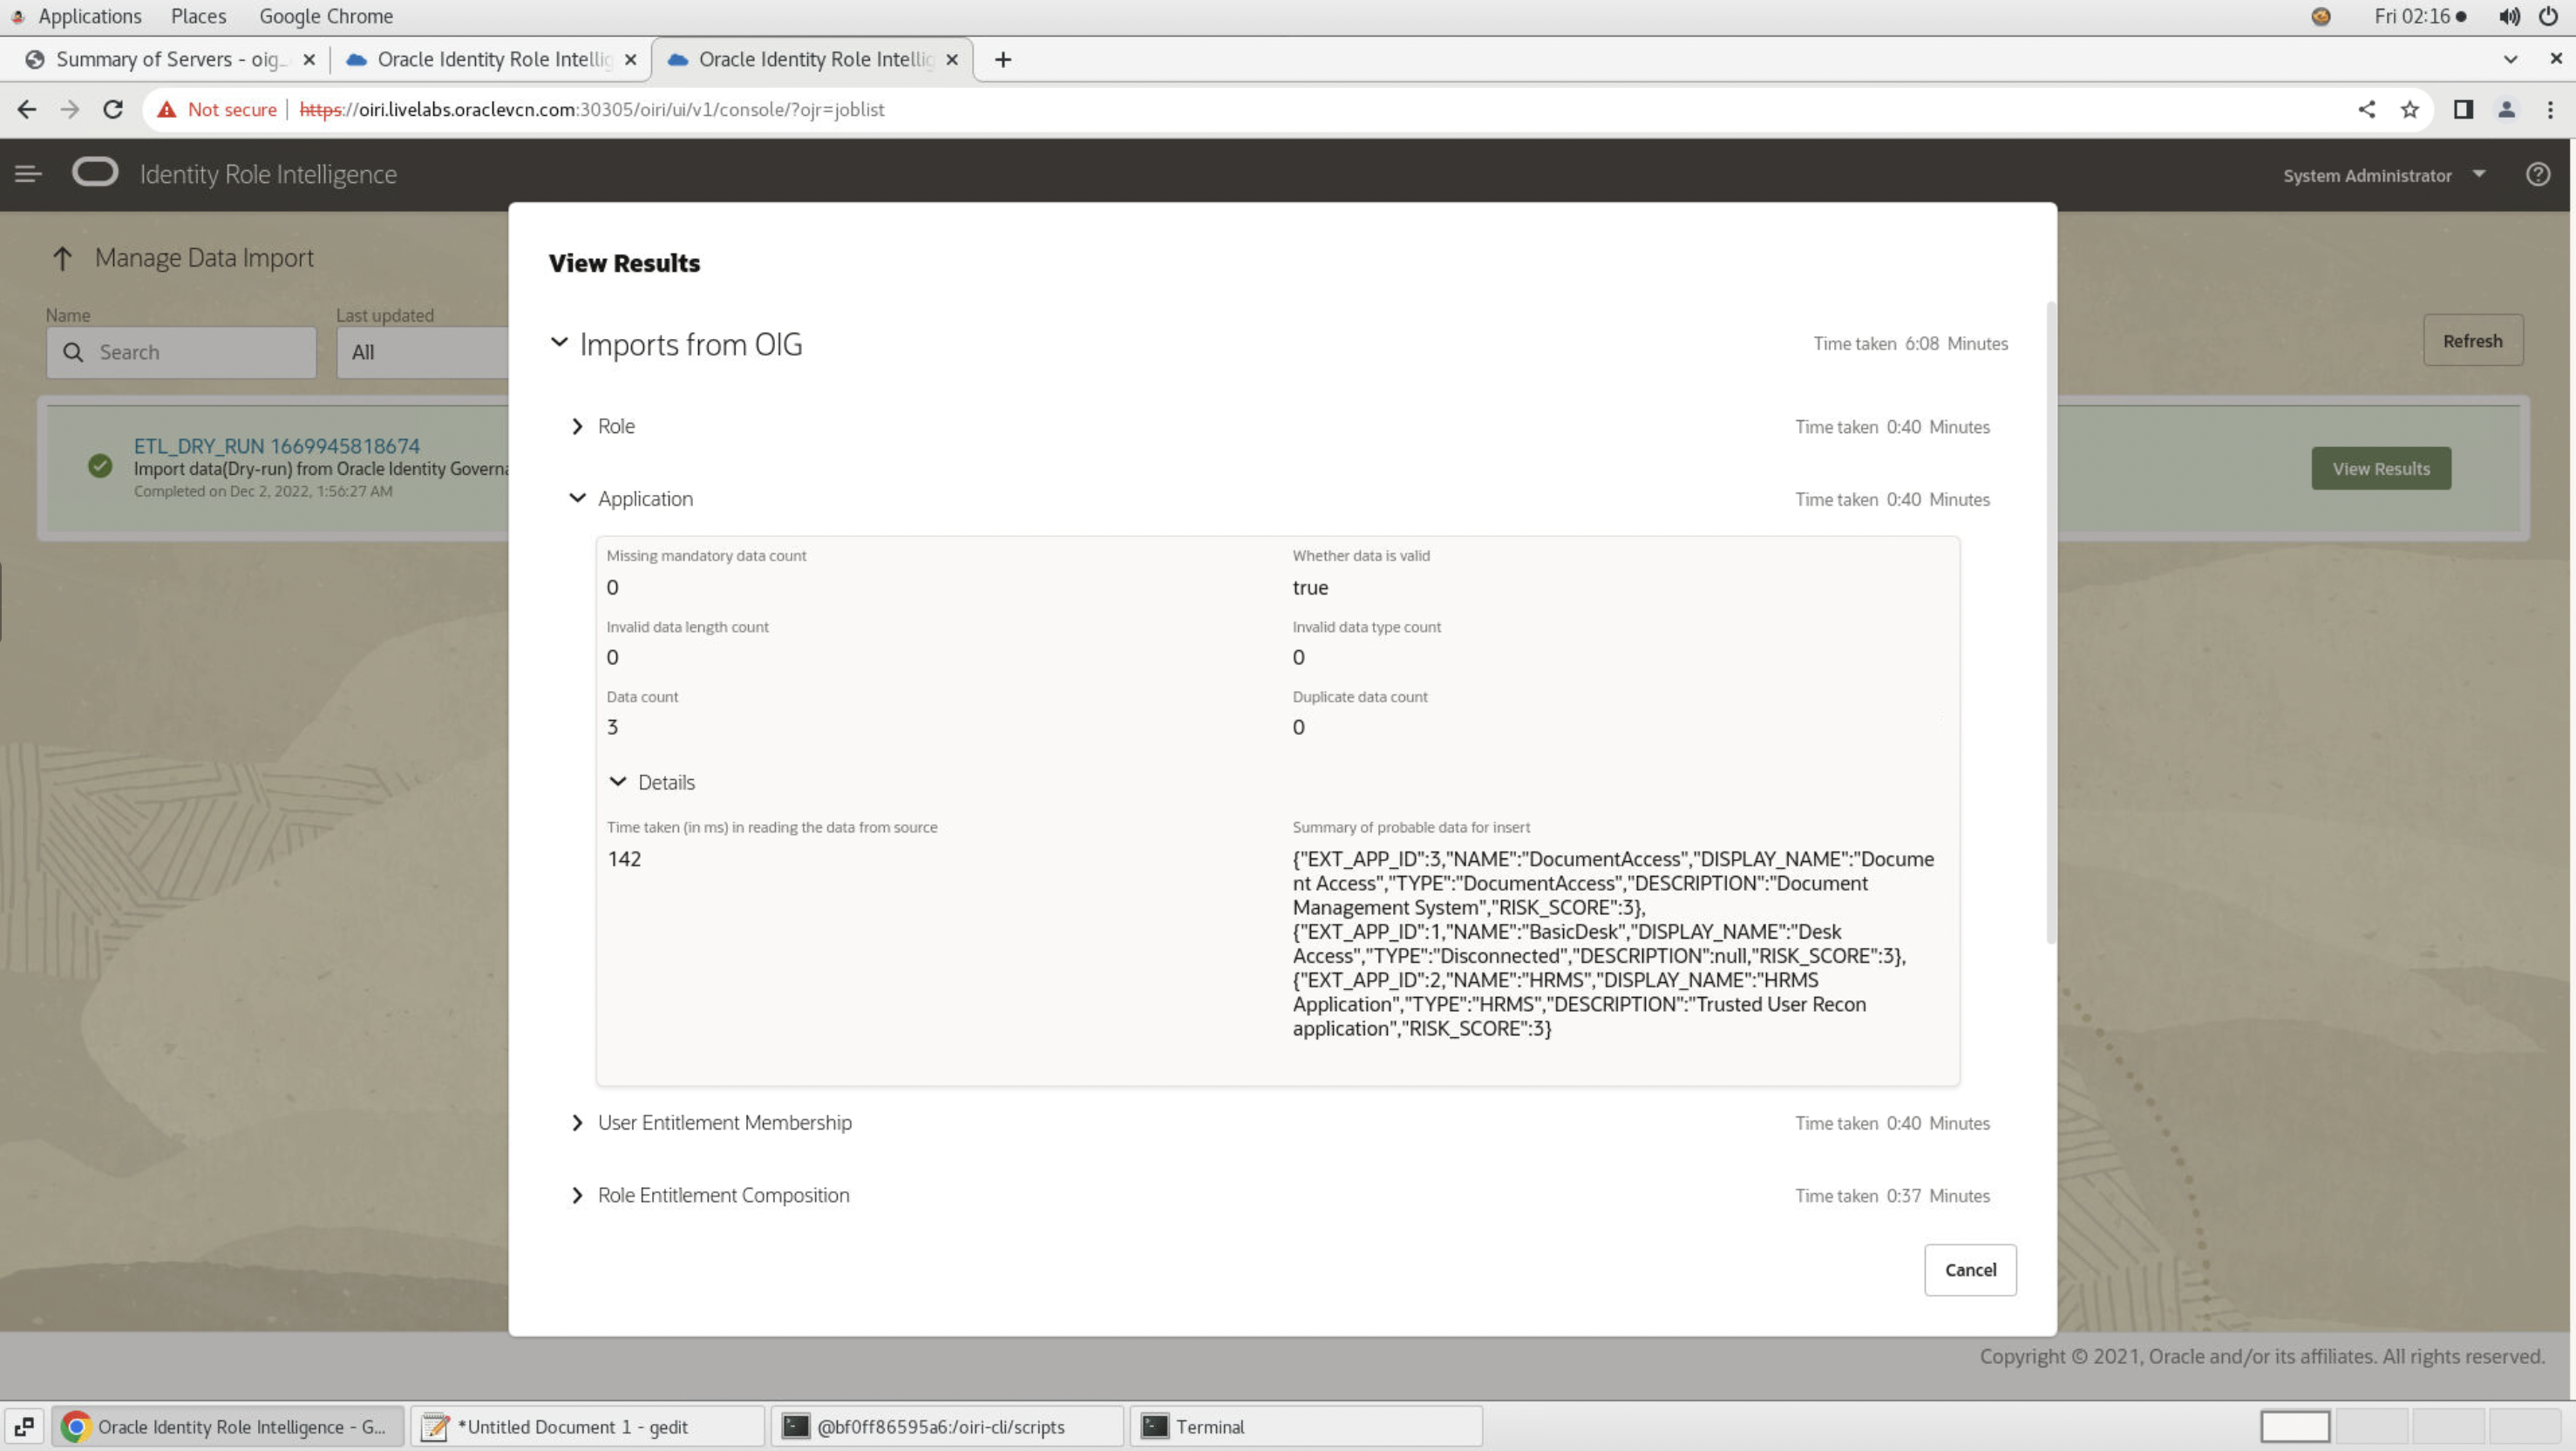 Applications Places Google Chrome Fri 02:16
Summary of Servers - oig_
Oracle Identity Role Intellig
Oracle Identity Role Intellig
Not secure https://oiri.livelabs.oraclevcn.com:30305/oiri/ui/v1/console/?ojr=joblist
Identity Role Intelligence
System Administrator
Manage Data Import
Name
Last updated
Search
All
Refresh
ETL_DRY_RUN 1669945818674
Import data(Dry-run) from Oracle Identity Governa
Completed on Dec 2, 2022, 1:56:27 AM
View Results
View Results
Imports from OIG
Time taken 6:08 Minutes
Role
Time taken 0:40 Minutes
Application
Time taken 0:40 Minutes
Missing mandatory data count
0
Whether data is valid
true
Invalid data length count
0
Invalid data type count
0
Data count
3
Duplicate data count
0
Details
Time taken (in ms) in reading the data from source
142
Summary of probable data for insert
{"EXT_APP_ID":3,"NAME":"DocumentAccess","DISPLAY_NAME":"Docume
nt Access","TYPE":"DocumentAccess","DESCRIPTION":"Document
Management System","RISK_SCORE":3},
{"EXT_APP_ID":1,"NAME":"BasicDesk","DISPLAY_NAME":"Desk
Access","TYPE":"Disconnected","DESCRIPTION":null,"RISK_SCORE":3},
{"EXT_APP_ID":2,"NAME":"HRMS","DISPLAY_NAME":"HRMS
Application","TYPE":"HRMS","DESCRIPTION":"Trusted User Recon
application","RISK_SCORE":3}
User Entitlement Membership
Time taken 0:40 Minutes
Role Entitlement Composition
Time taken 0:37 Minutes
Cancel
Copyright © 2021, Oracle and/or its affiliates. All rights reserved.
Oracle Identity Role Intelligence - G...
*Untitled Document 1 - gedit
@bf0ff86595a6:/oiri-cli/scripts
Terminal